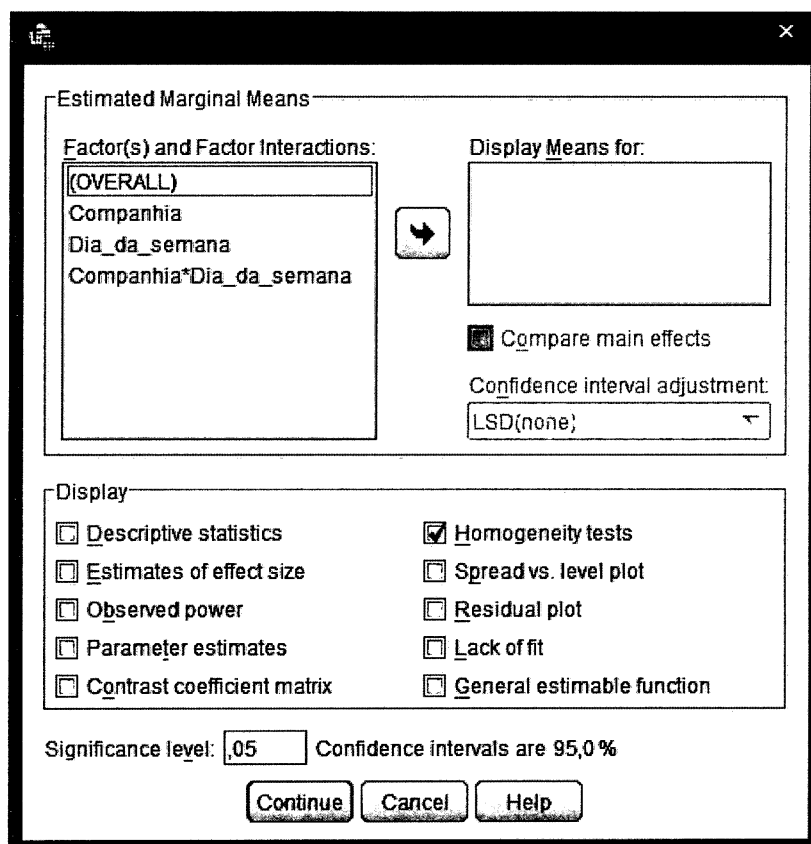 Estimated Marginal Means
Factor(s) and Factor Interactions:
(OVERALL)
Companhia
Dia_da_semana
Companhia*Dia_da_semana
Display Means for:
Compare main effects
Confidence interval adjustment:
LSD(none)
Display
Descriptive statistics
Estimates of effect size
Observed power
Parameter estimates
Contrast coefficient matrix
Homogeneity tests
Spread vs. level plot
Residual plot
Lack of fit
General estimable function
Significance level: ,05 Confidence intervals are 95,0 %
Continue Cancel Help